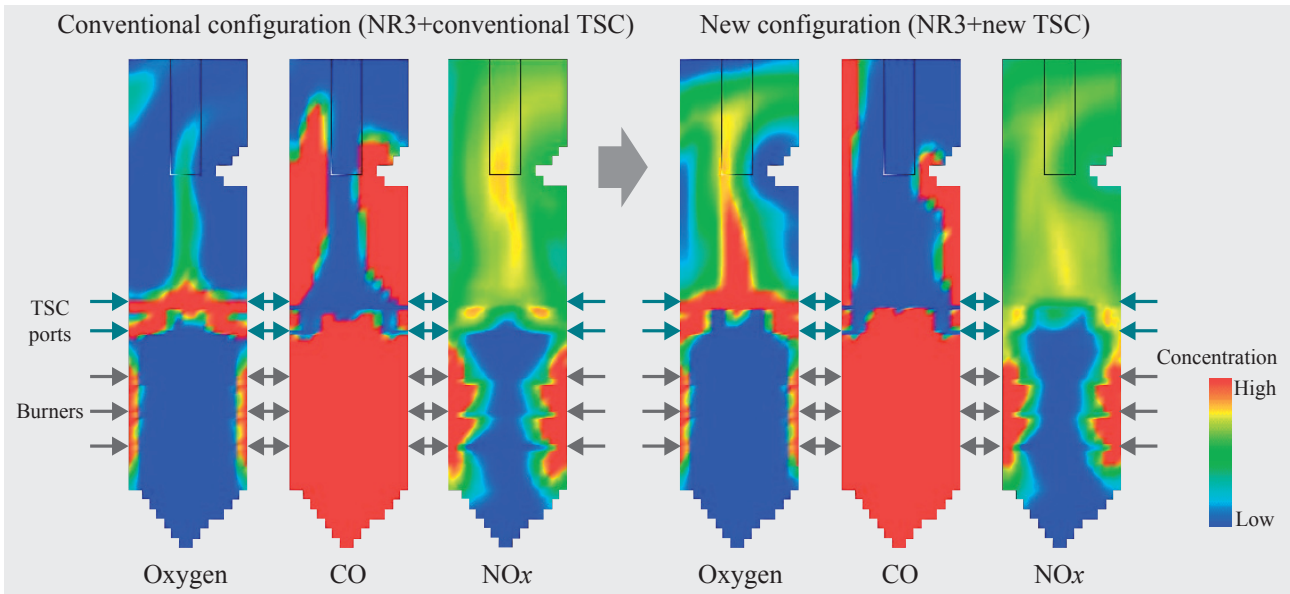 Conventional configuration (NR3+conventional TSC)
New configuration (NR3+new TSC)
TSC
ports
Burners
Concentration
High
Low
Oxygen
CO
NOx
Oxygen
CO
NOx